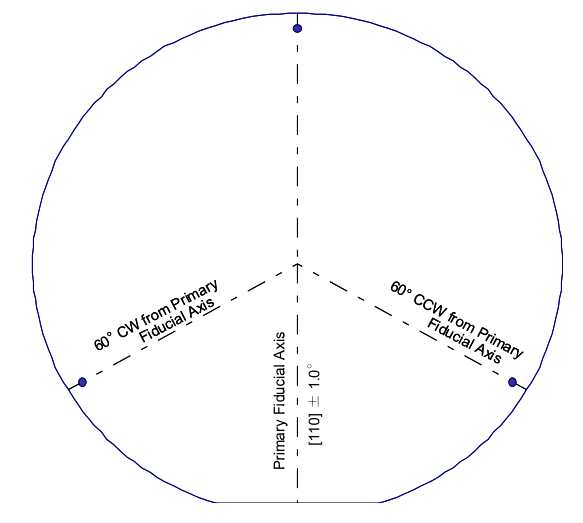 60° CW from Primary
Fiducial Axis
60° CCW from Primary
Fiducial Axis
Primary Fiducial Axis
[110] ± 1.0°